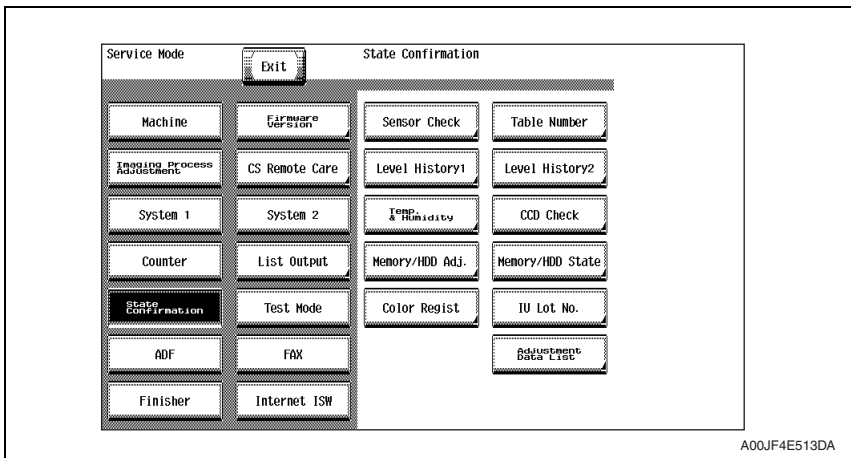 Service Mode
Exit
State Confirmation
Machine
Firmware
Version
Sensor Check
Table Number
Imaging Process
Adjustment
CS Remote Care
Level History1
Level History2
System 1
System 2
Temp.
& Humidity
CCD Check
Counter
List Output
Memory/HDD Adj.
Memory/HDD State
State
Confirmation
Test Mode
Color Regist
IU Lot No.
ADF
FAX
Adjustment
Data List
Finisher
Internet ISW
A00JF4E513DA